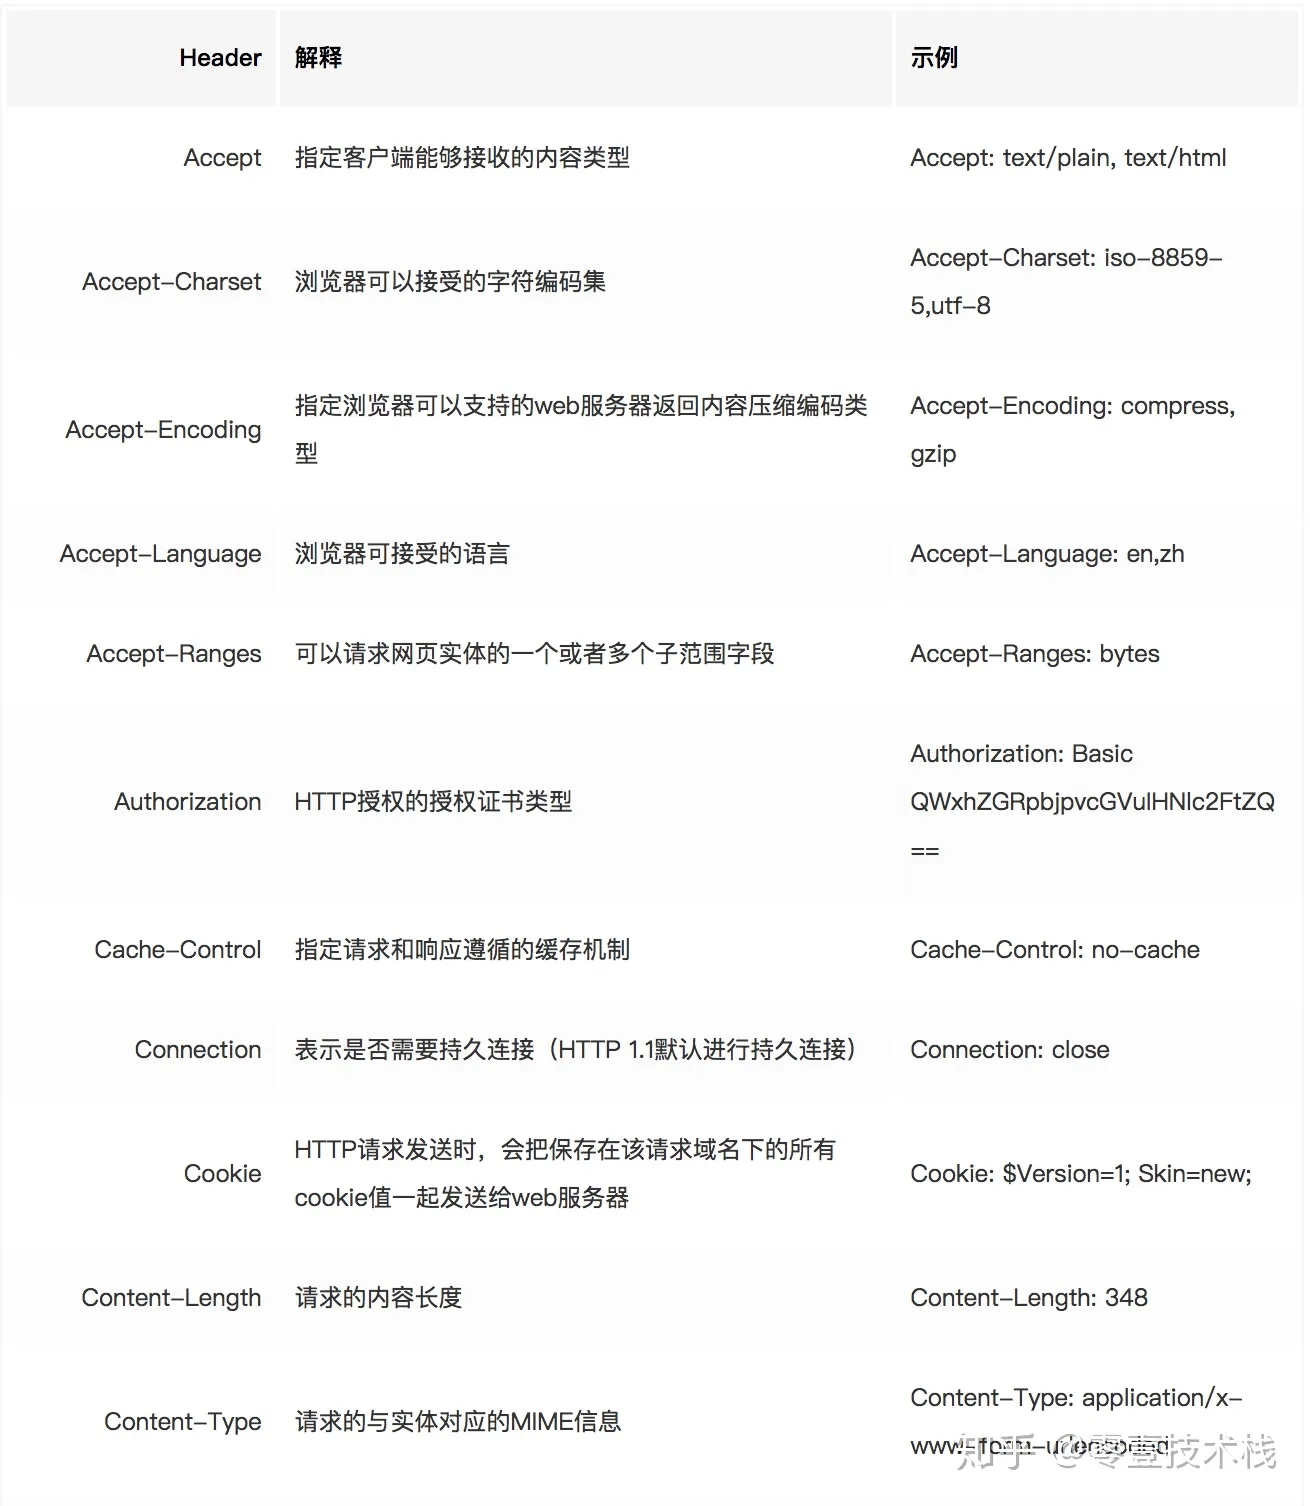 Header 解释 示例
Accept 指定客户端能够接收的内容类型 Accept: text/plain, text/html
Accept-Charset 浏览器可以接受的字符编码集 Accept-Charset: iso-8859-
5,utf-8
Accept-Encoding 指定浏览器可以支持的web服务器返回内容压缩编码类
型 Accept-Encoding: compress,
gzip
Accept-Language 浏览器可接受的语言 Accept-Language: en,zh
Accept-Ranges 可以请求网页实体的一个或者多个子范围字段 Accept-Ranges: bytes
Authorization HTTP授权的授权证书类型 Authorization: Basic
QWxhZGRpbjpvcGVuIHNlc2FtZQ
==
Cache-Control 指定请求和响应遵循的缓存机制 Cache-Control: no-cache
Connection 表示是否需要持久连接（HTTP 1.1默认进行持久连接） Connection: close
Cookie HTTP请求发送时，会把保存在该请求域名下的所有
cookie值一起发送给web服务器 Cookie: $Version=1; Skin=new;
Content-Length 请求的内容长度 Content-Length: 348
Content-Type 请求的与实体对应的MIME信息 Content-Type: application/x-
www-form-urlencoded
知乎 @零壹技术栈